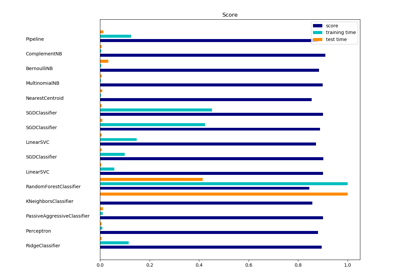 Score
score
training time
test time
Pipeline
ComplementNB
BernoulliNB
MultinomialNB
NearestCentroid
SGDClassifier
SGDClassifier
LinearSVC
SGDClassifier
LinearSVC
RandomForestClassifier
KNeighborsClassifier
PassiveAggressiveClassifier
Perceptron
RidgeClassifier
0.0 0.2 0.4 0.6 0.8 1.0